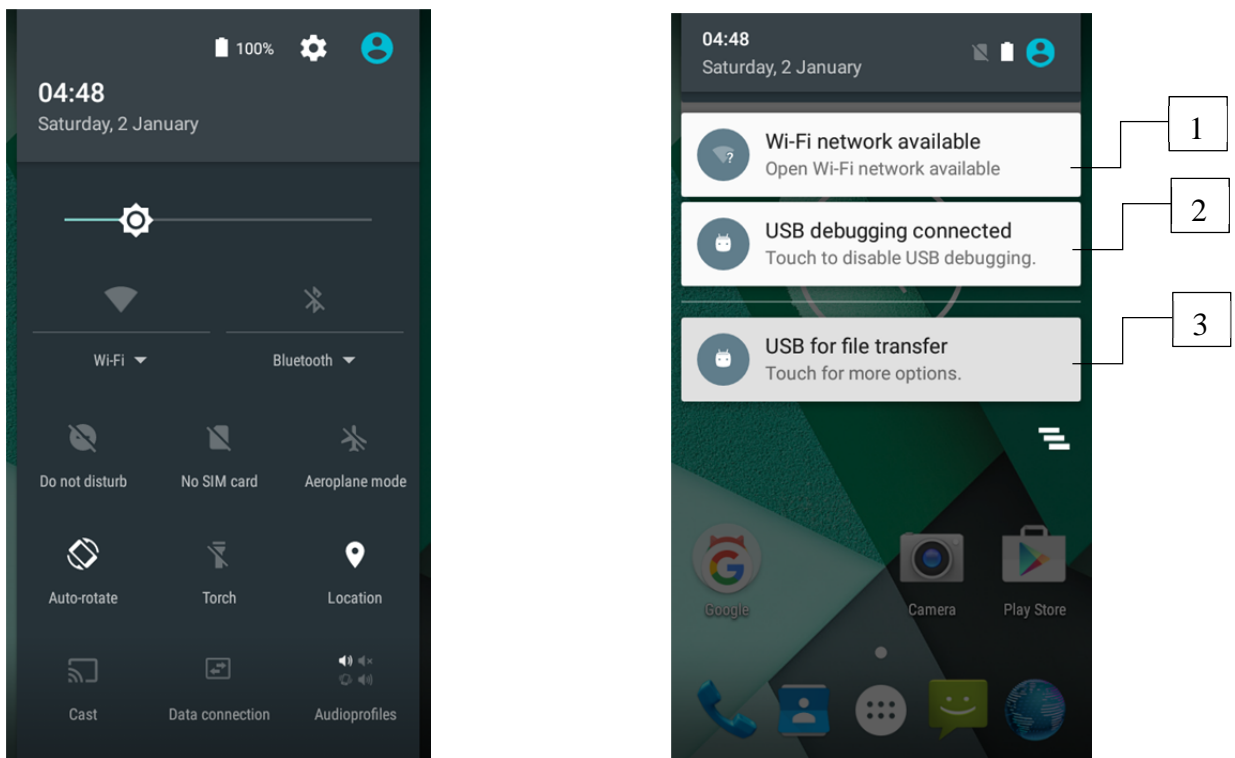 100%
04:48
Saturday, 2 January
Wi-Fi
Bluetooth
Do not disturb
No SIM card
Aeroplane mode
Auto-rotate
Torch
Location
Cast
Data connection
Audioprofiles
04:48
Saturday, 2 January
Wi-Fi network available
Open Wi-Fi network available
1
USB debugging connected
Touch to disable USB debugging.
2
USB for file transfer
Touch for more options.
3
Google
Camera
Play Store